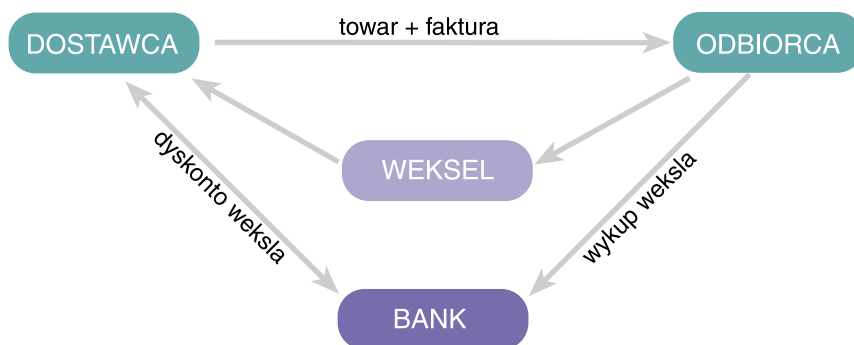 DOSTAWCA
towar + faktura
ODBIORCA
WEKSEL
dyskonto weksla
wykup weksla
BANK